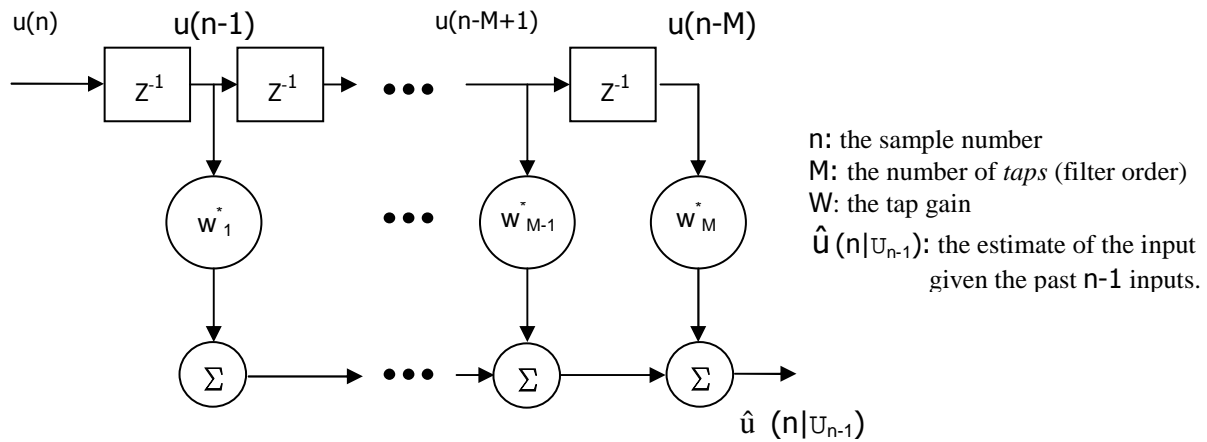 u(n) u(n-1) u(n-M+1) u(n-M)
Z⁻¹ Z⁻¹ ••• Z⁻¹
w*₁ ••• w*M-1 w*M
Σ ••• Σ Σ
û (n|Uₙ₋₁)
n: the sample number
M: the number of taps (filter order)
W: the tap gain
û (n|Uₙ₋₁): the estimate of the input
given the past n-1 inputs.